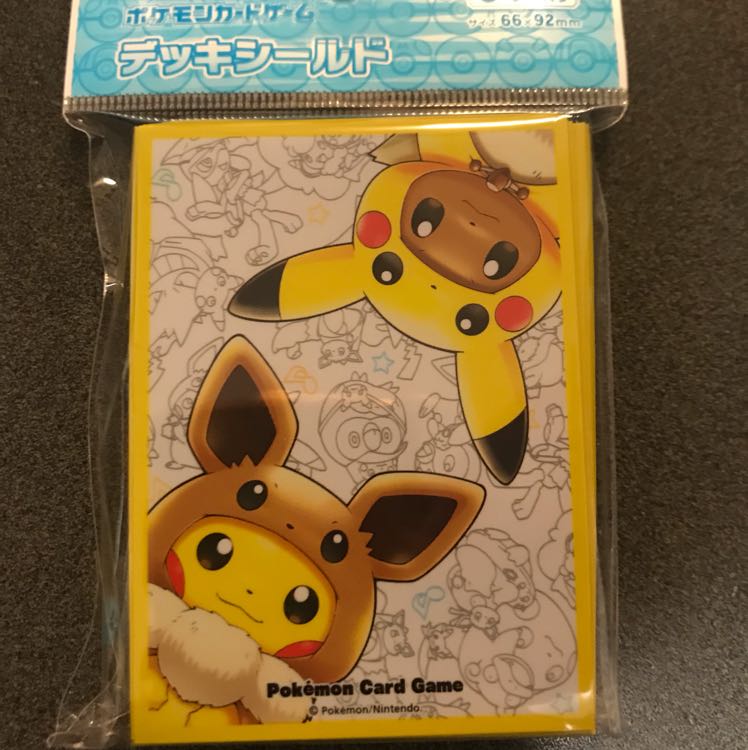 ポケモンカードゲーム
デッキシールド
サイズ 66×92mm
Pokémon Card Game
© Pokémon/Nintendo.